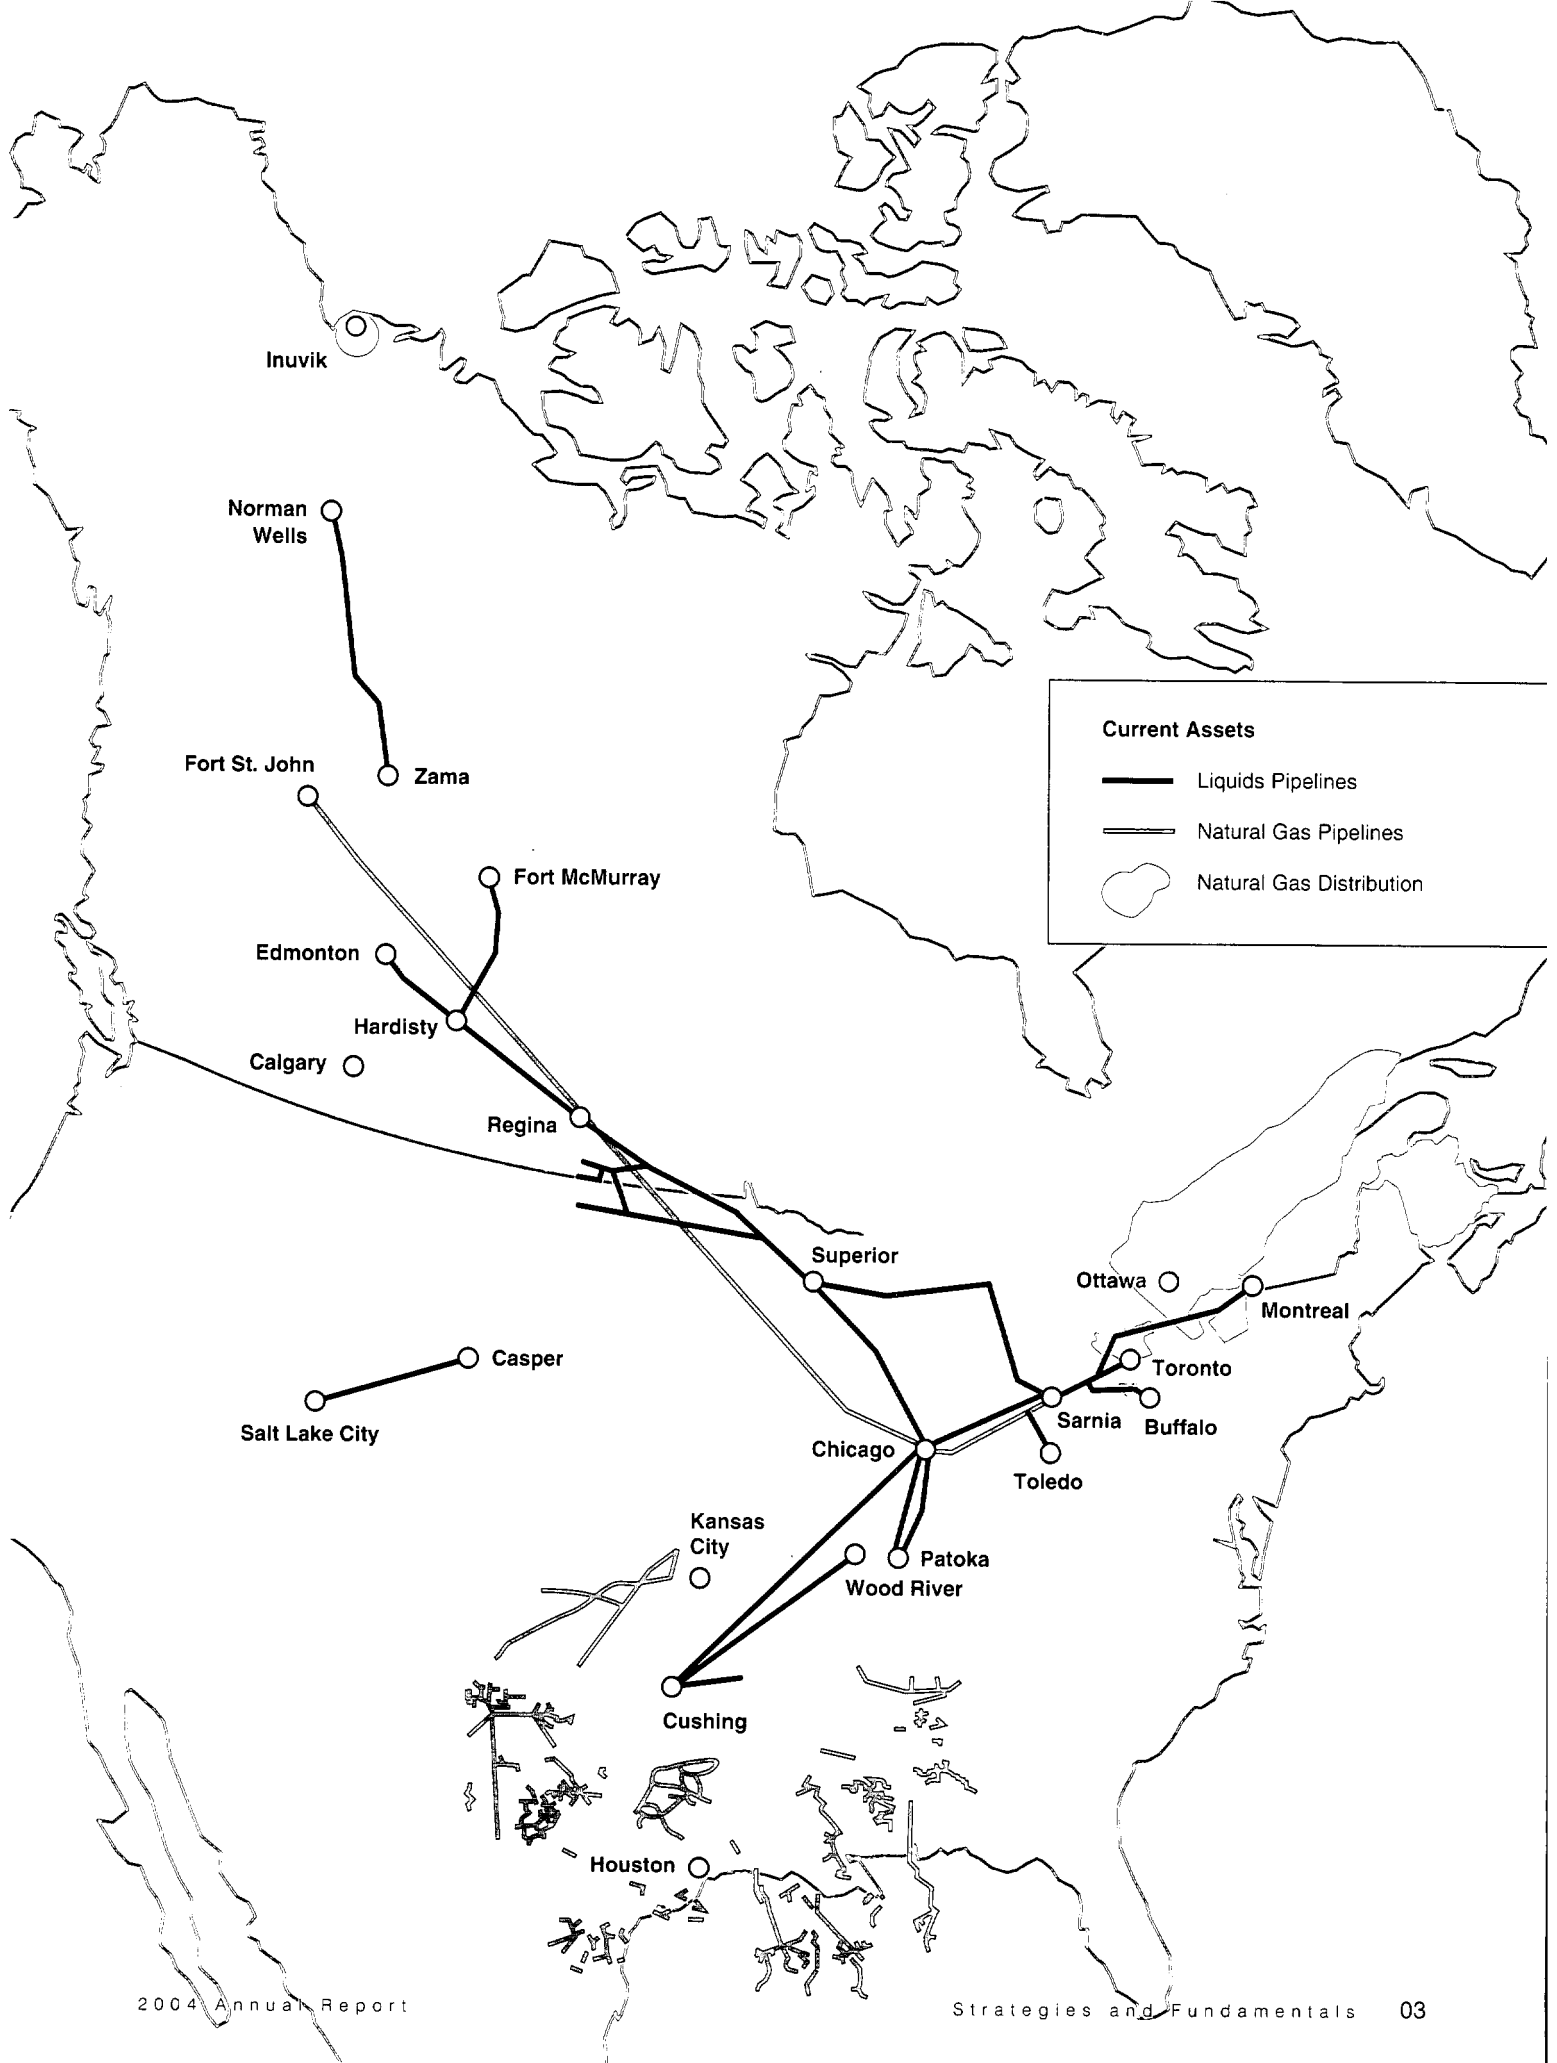 Inuvik
Norman
Wells
Fort St. John
Zama
Current Assets
Liquids Pipelines
Natural Gas Pipelines
Natural Gas Distribution
Fort McMurray
Edmonton
Hardisty
Calgary
Regina
Superior
Ottawa
Montreal
Casper
Toronto
Salt Lake City
Sarnia
Buffalo
Chicago
Toledo
Kansas
City
Patoka
Wood River
Cushing
Houston
2004 Annual Report
Strategies and Fundamentals 03